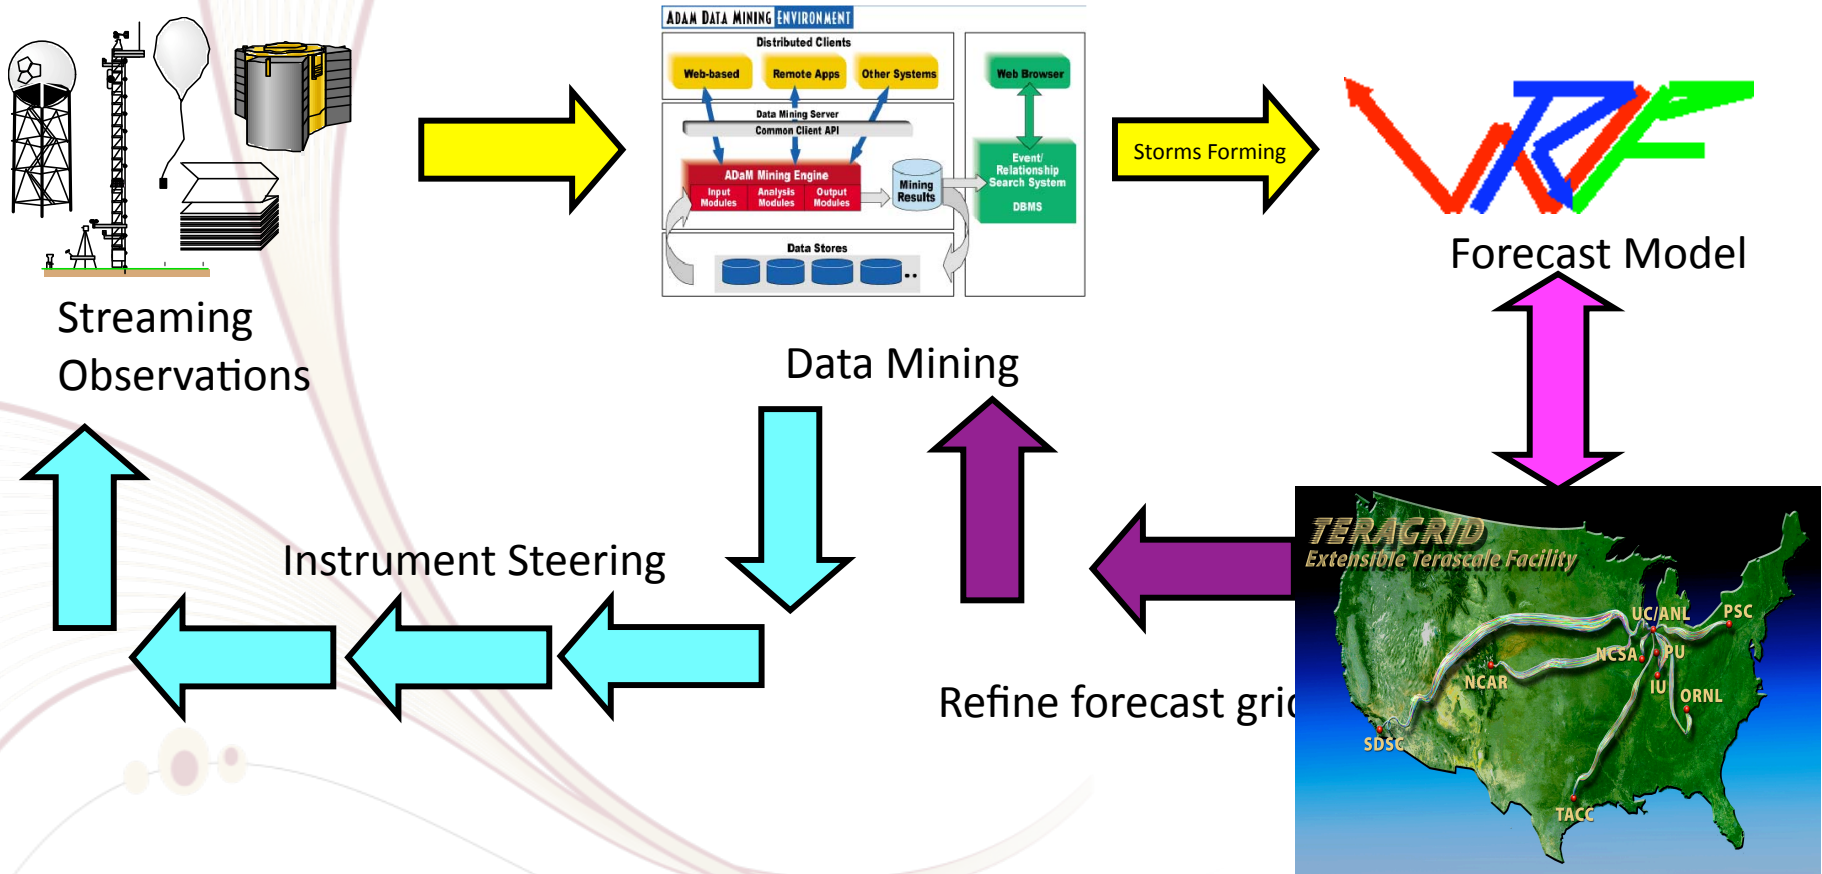 ADAM DATA MINING ENVIRONMENT
Distributed Clients
Web-based
Remote Apps
Other Systems
Web Browser
Data Mining Server
Common Client API
ADaM Mining Engine
Input
Modules
Analysis
Modules
Output
Modules
Mining
Results
Event/
Relationship
Search System
DBMS
Data Stores
..
Storms Forming
WRF
Forecast Model
Streaming
Observations
Data Mining
Instrument Steering
Refine forecast grid
TERAGRID
Extensible Terascale Facility
UC/ANL
PSC
NCSA
PU
NCAR
IU
ORNL
SDSC
TACC